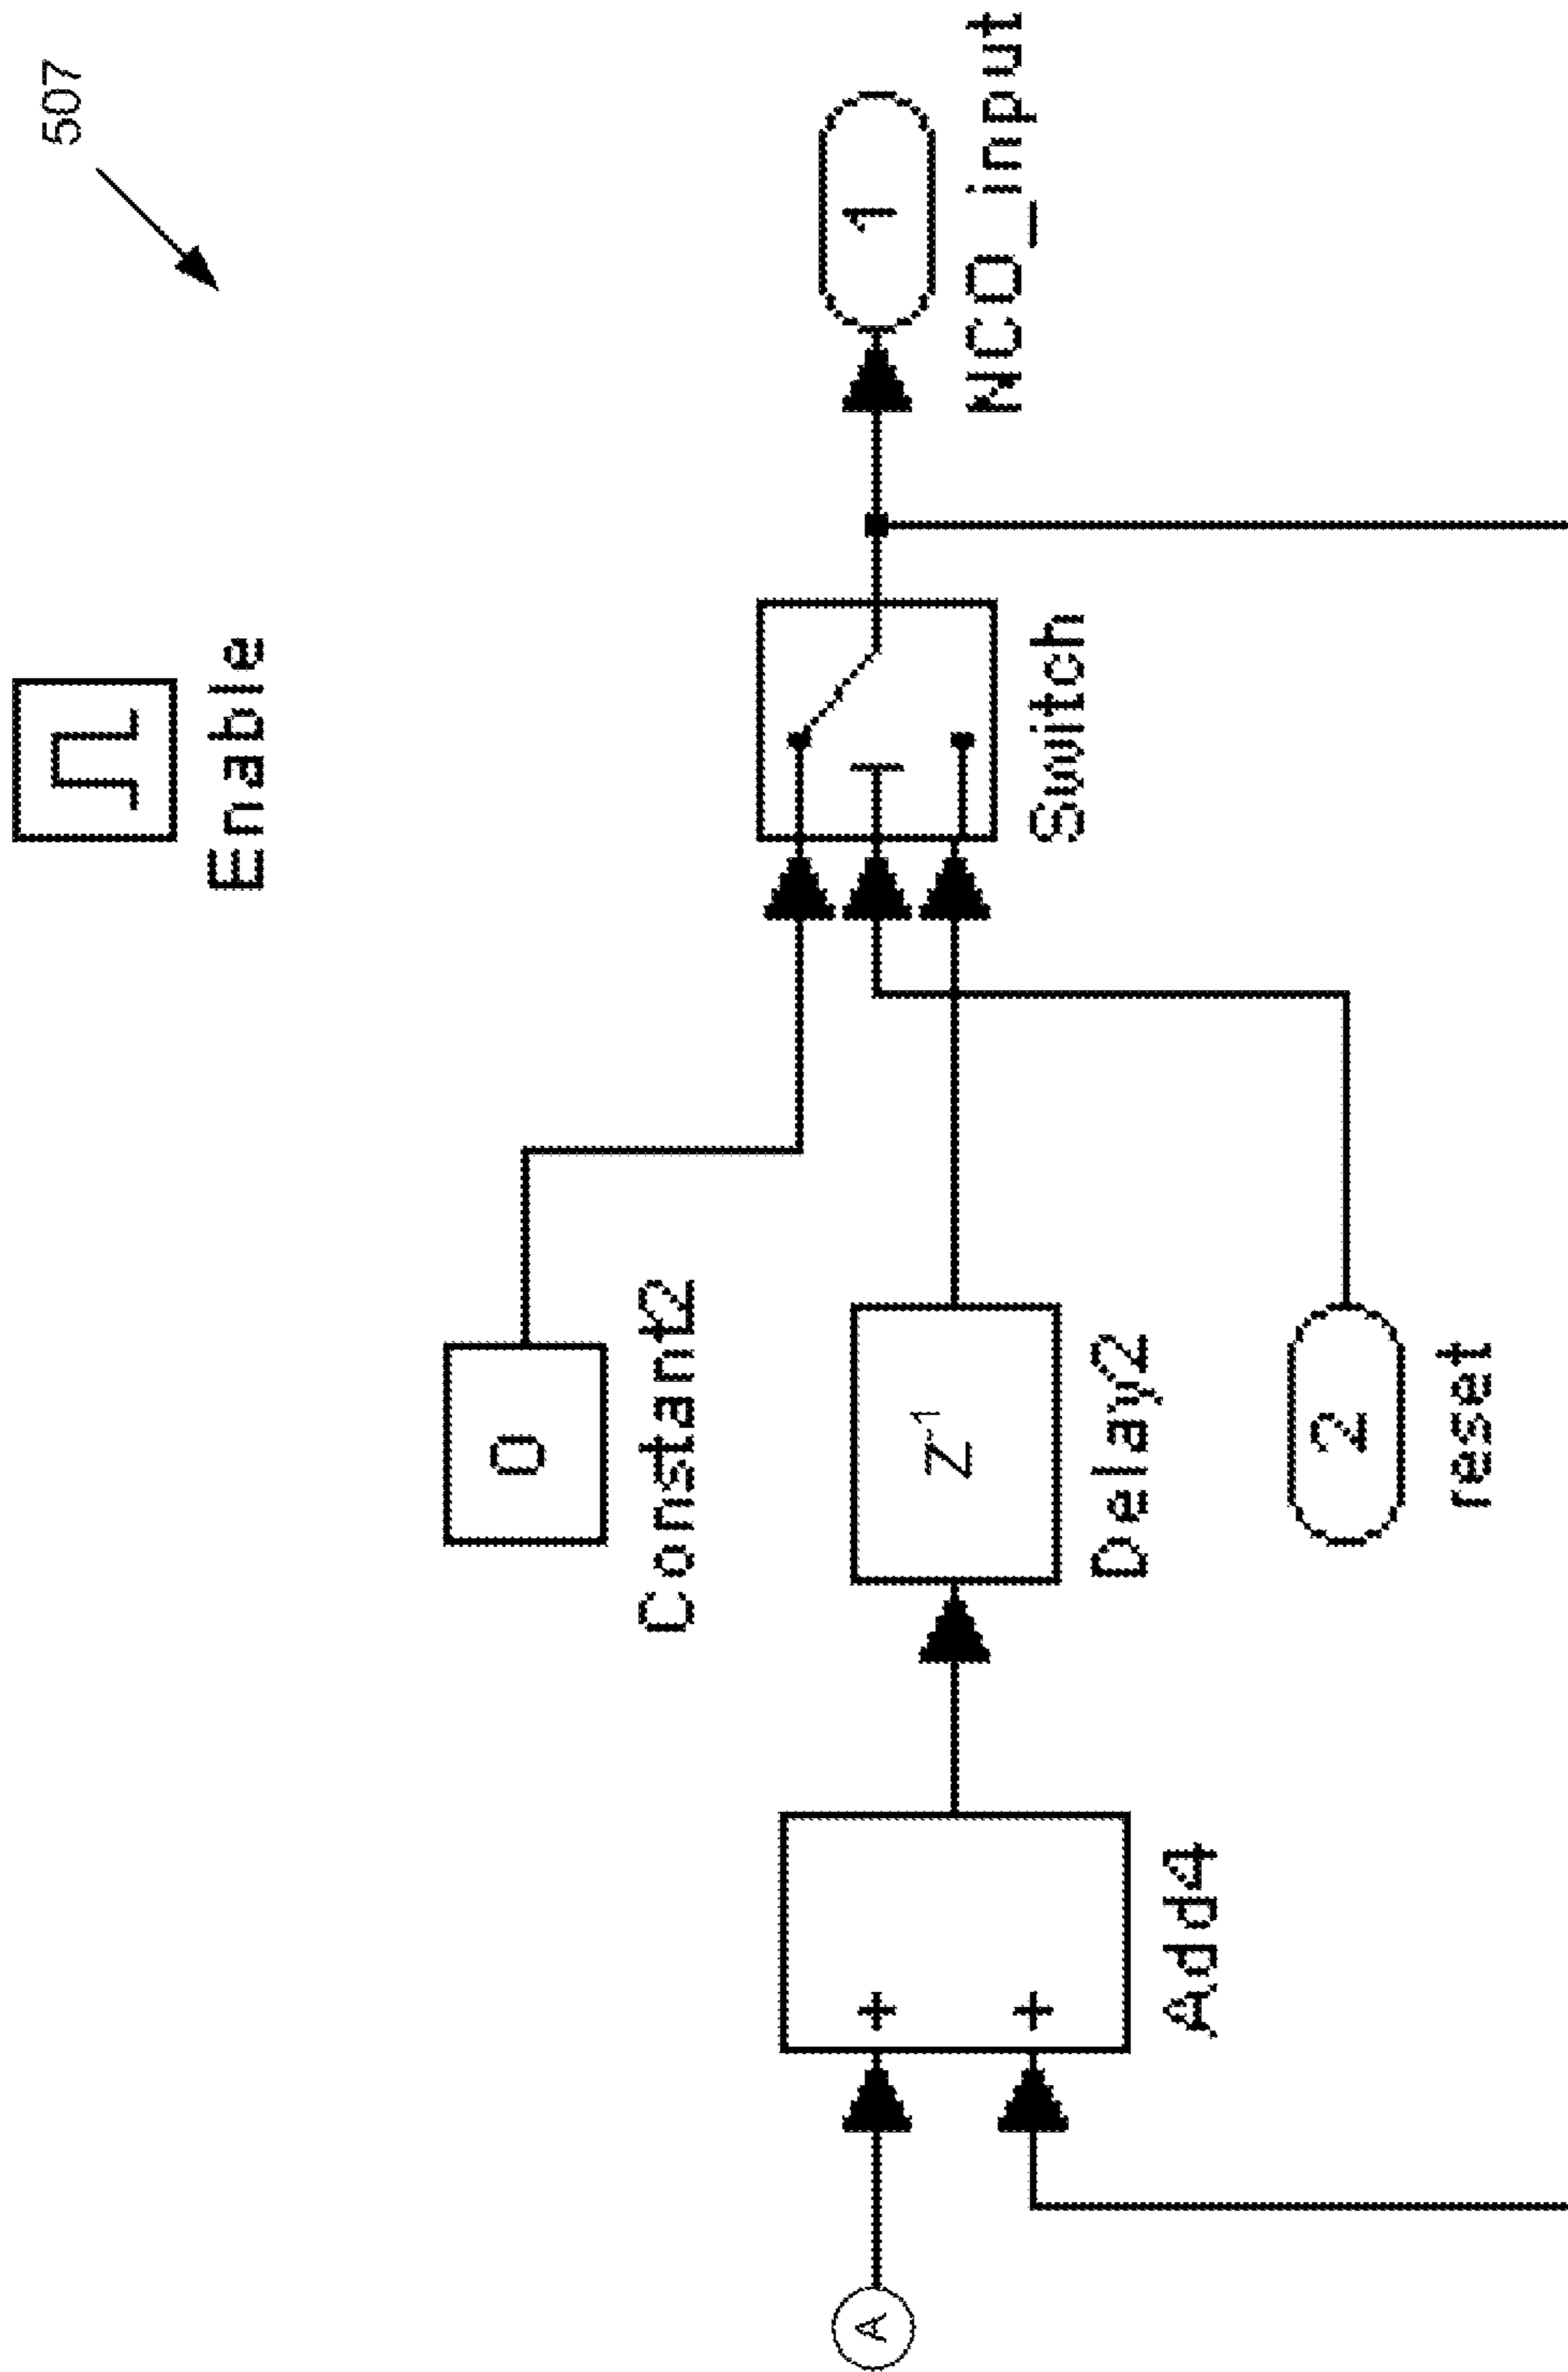 507
Enable
0
Constant2
1
NCO_input
Switch
A
+
+
Add4
Z⁻¹
Delay2
2
reset